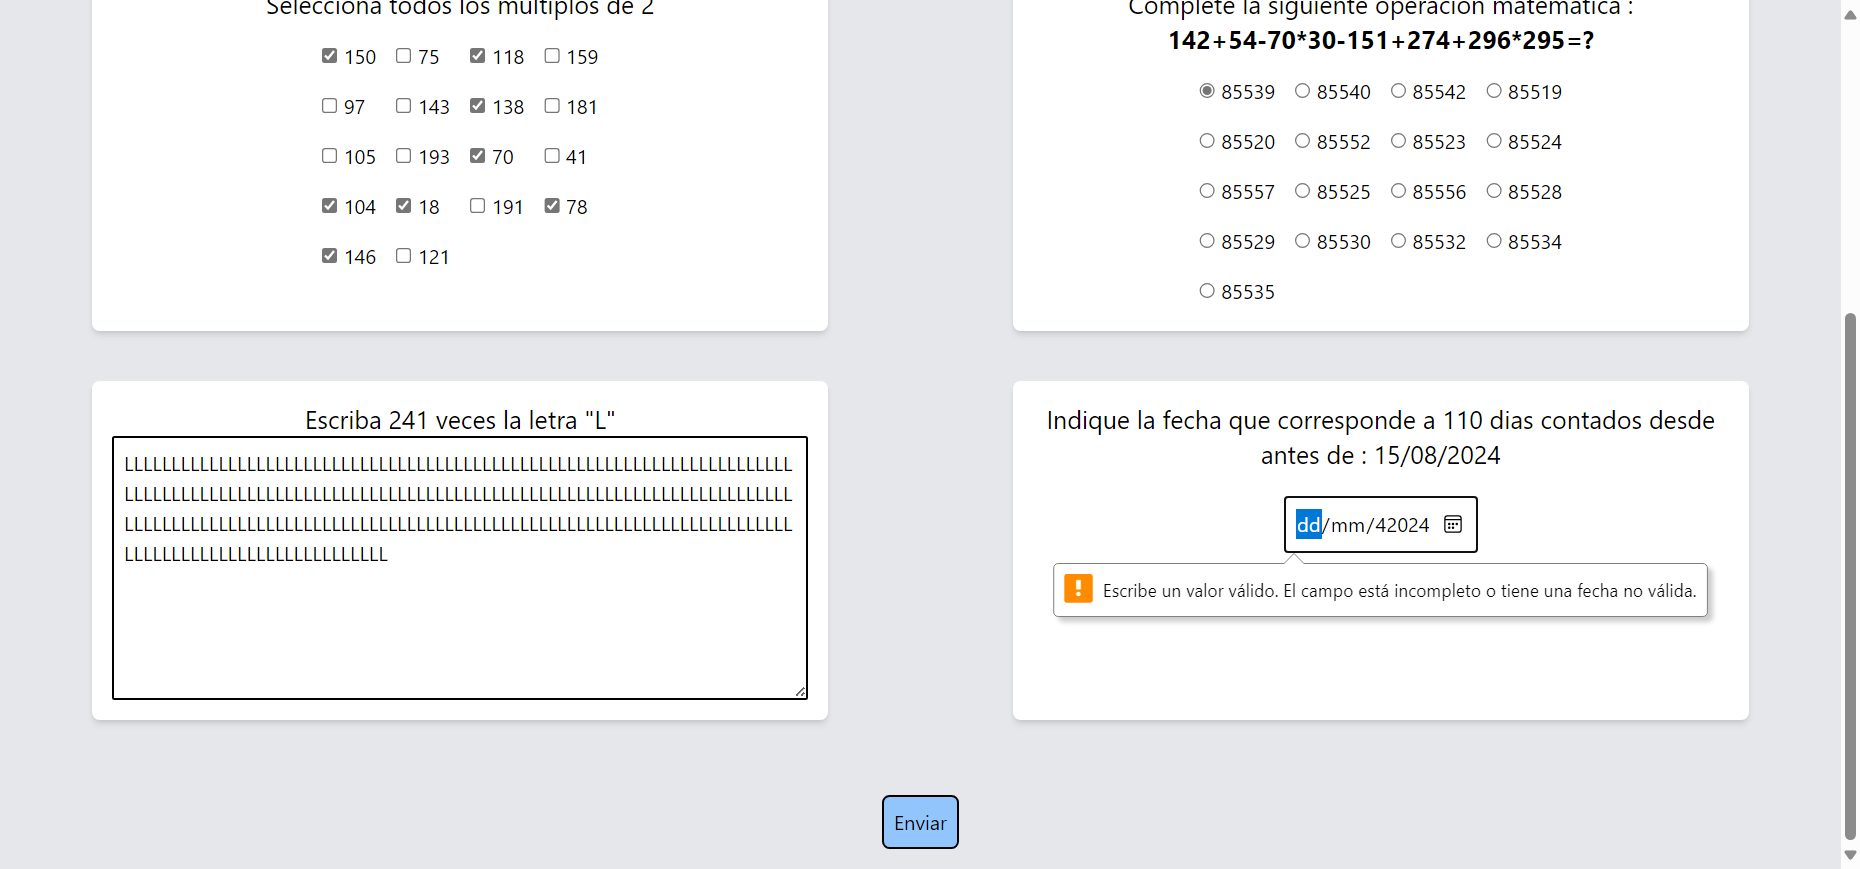 Selecciona todos los multiplos de 2
150 75 118 159
97 143 138 181
105 193 70 41
104 18 191 78
146 121
Complete la siguiente operacion matematica :
142+54-70*30-151+274+296*295=?
85539 85540 85542 85519
85520 85552 85523 85524
85557 85525 85556 85528
85529 85530 85532 85534
85535
Escriba 241 veces la letra "L"
LLLLLLLLLLLLLLLLLLLLLLLLLLLLLLLLLLLLLLLLLLLLLLLLLLLLLLLLLLLLLLLLLLLLLLL
LLLLLLLLLLLLLLLLLLLLLLLLLLLLLLLLLLLLLLLLLLLLLLLLLLLLLLLLLLLLLLLLLLLLLLL
LLLLLLLLLLLLLLLLLLLLLLLLLLLLLLLLLLLLLLLLLLLLLLLLLLLLLLLLLLLLLLLLLLLLLLL
LLLLLLLLLLLLLLLLLLLLLLLLLLLL
Indique la fecha que corresponde a 110 dias contados desde
antes de : 15/08/2024
dd/mm/42024
Escribe un valor válido. El campo está incompleto o tiene una fecha no válida.
Enviar